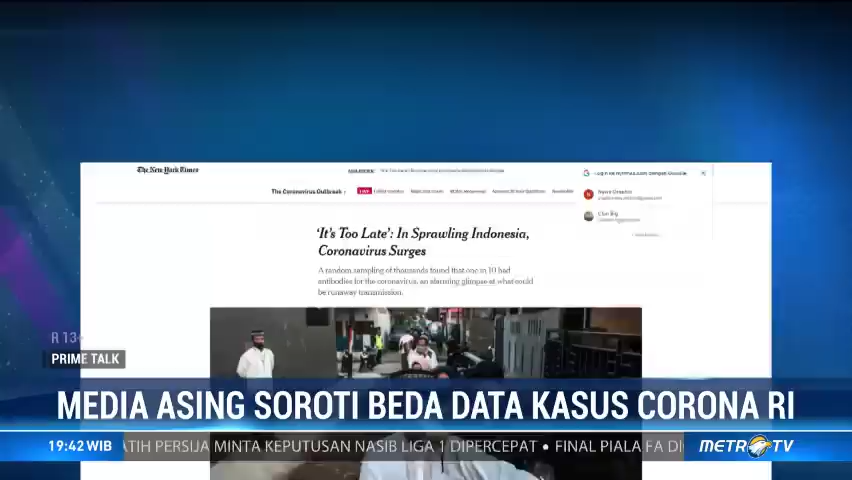 The New York Times
The Coronavirus Outbreak
LIVE
'It's Too Late': In Sprawling Indonesia,
Coronavirus Surges
A random sampling of thousands found that one in 10 had
antibodies for the coronavirus, an alarming glimpse at what could
be runaway transmission.
PRIME TALK
MEDIA ASING SOROTI BEDA DATA KASUS CORONA RI
19:42 WIB
ATIH PERSIJA MINTA KEPUTUSAN NASIB LIGA 1 DIPERCEPAT • FINAL PIALA FA DI
METRO TV